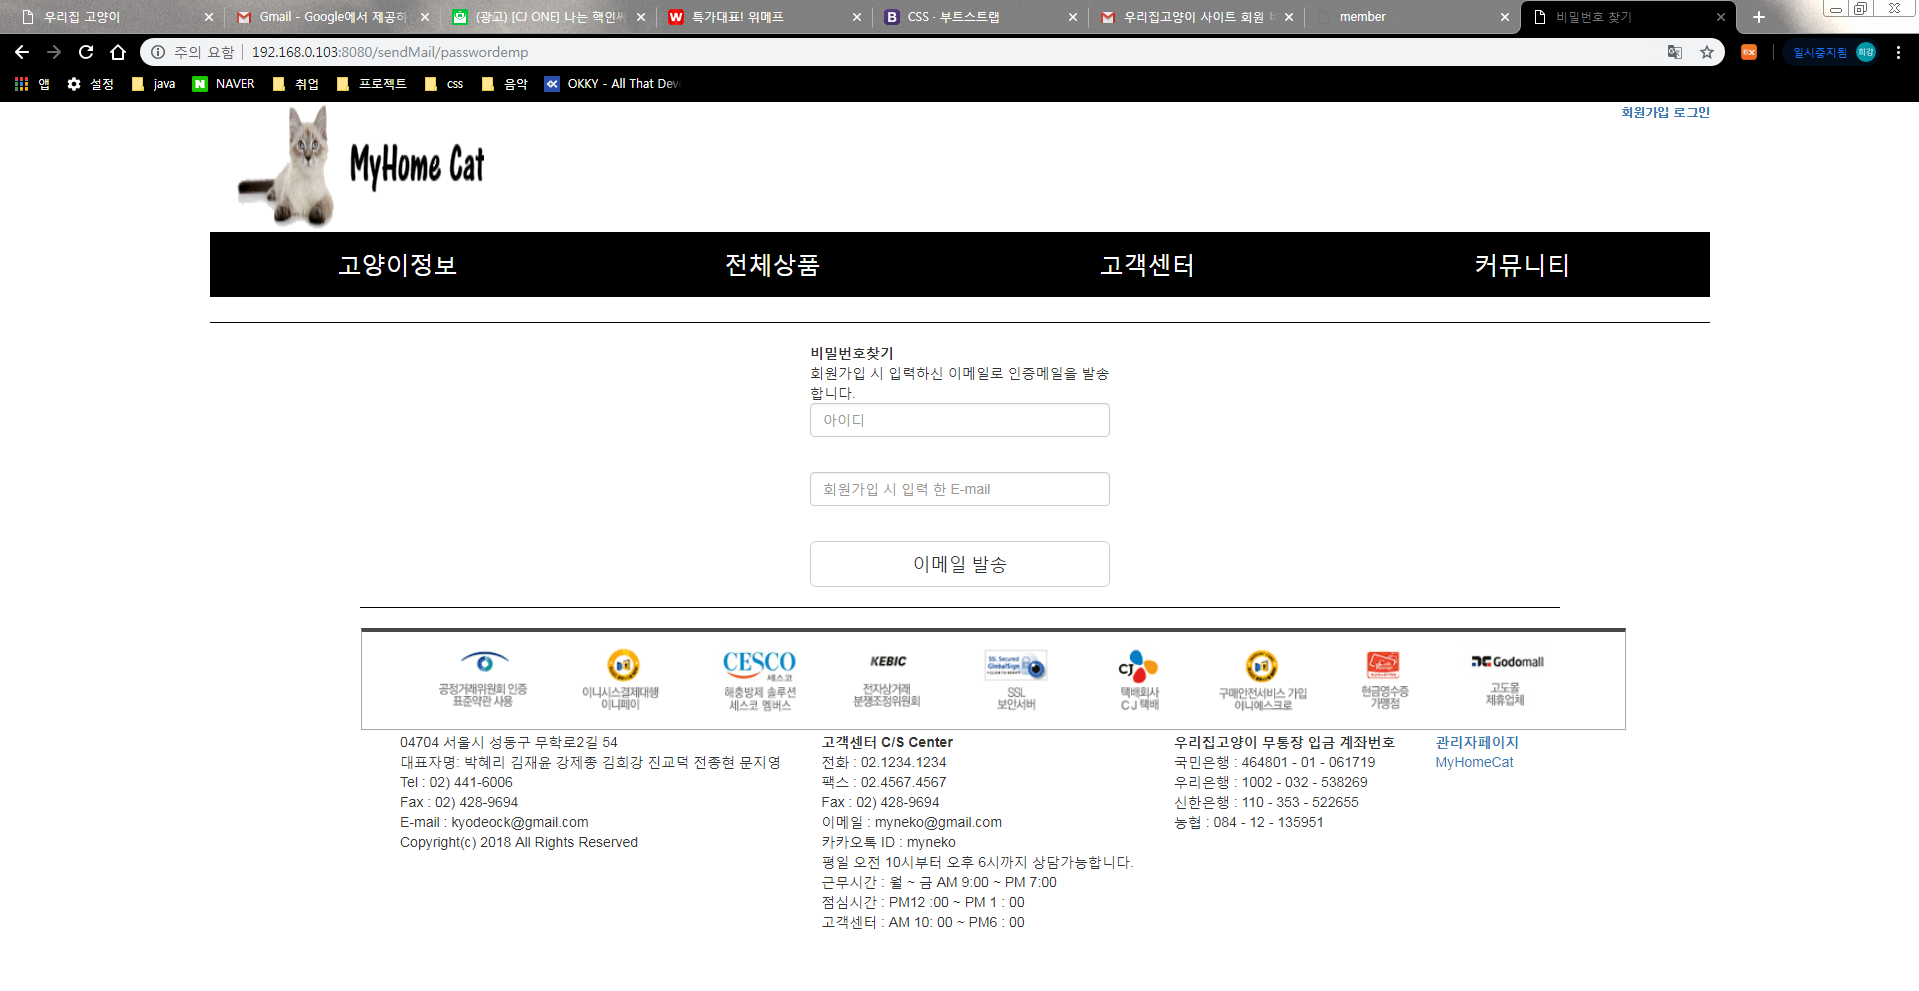 우리집 고양이
Gmail - Google에서 제공하
(광고) [CJ ONE] 나는 핵인싸
특가대표! 위메프
CSS · 부트스트랩
우리집고양이 사이트 회원
member
비밀번호 찾기
주의 요함 | 192.168.0.103:8080/sendMail/passwordemp
EX
일시중지됨
희강
앱
설정
java
NAVER
취업
프로젝트
css
음악
OKKY - All That Dev
회원가입 로그인
MyHome Cat
고양이정보
전체상품
고객센터
커뮤니티
비밀번호찾기
회원가입 시 입력하신 이메일로 인증메일을 발송
합니다.
아이디
회원가입 시 입력 한 E-mail
이메일 발송
공정거래위원회 인증
표준약관 사용
이니시스결제대행
이니페이
CESCO
세스코
해충방제 솔루션
세스코 멤버스
KEBIC
전자상거래
분쟁조정위원회
SSL Secured
GlobalSign
SSL
보안서버
CJ
택배회사
CJ 택배
구매안전서비스 가입
이니에스크로
현금영수증
가맹점
Godomall
고도몰
제휴업체
04704 서울시 성동구 무학로2길 54
대표자명: 박혜리 김재윤 강제종 김희강 진교덕 전종현 문지영
Tel : 02) 441-6006
Fax : 02) 428-9694
E-mail : kyodeock@gmail.com
Copyright(c) 2018 All Rights Reserved
고객센터 C/S Center
전화 : 02.1234.1234
팩스 : 02.4567.4567
Fax : 02) 428-9694
이메일 : myneko@gmail.com
카카오톡 ID : myneko
평일 오전 10시부터 오후 6시까지 상담가능합니다.
근무시간 : 월 ~ 금 AM 9:00 ~ PM 7:00
점심시간 : PM12 :00 ~ PM 1 : 00
고객센터 : AM 10: 00 ~ PM6 : 00
우리집고양이 무통장 입금 계좌번호
국민은행 : 464801 - 01 - 061719
우리은행 : 1002 - 032 - 538269
신한은행 : 110 - 353 - 522655
농협 : 084 - 12 - 135951
관리자페이지
MyHomeCat